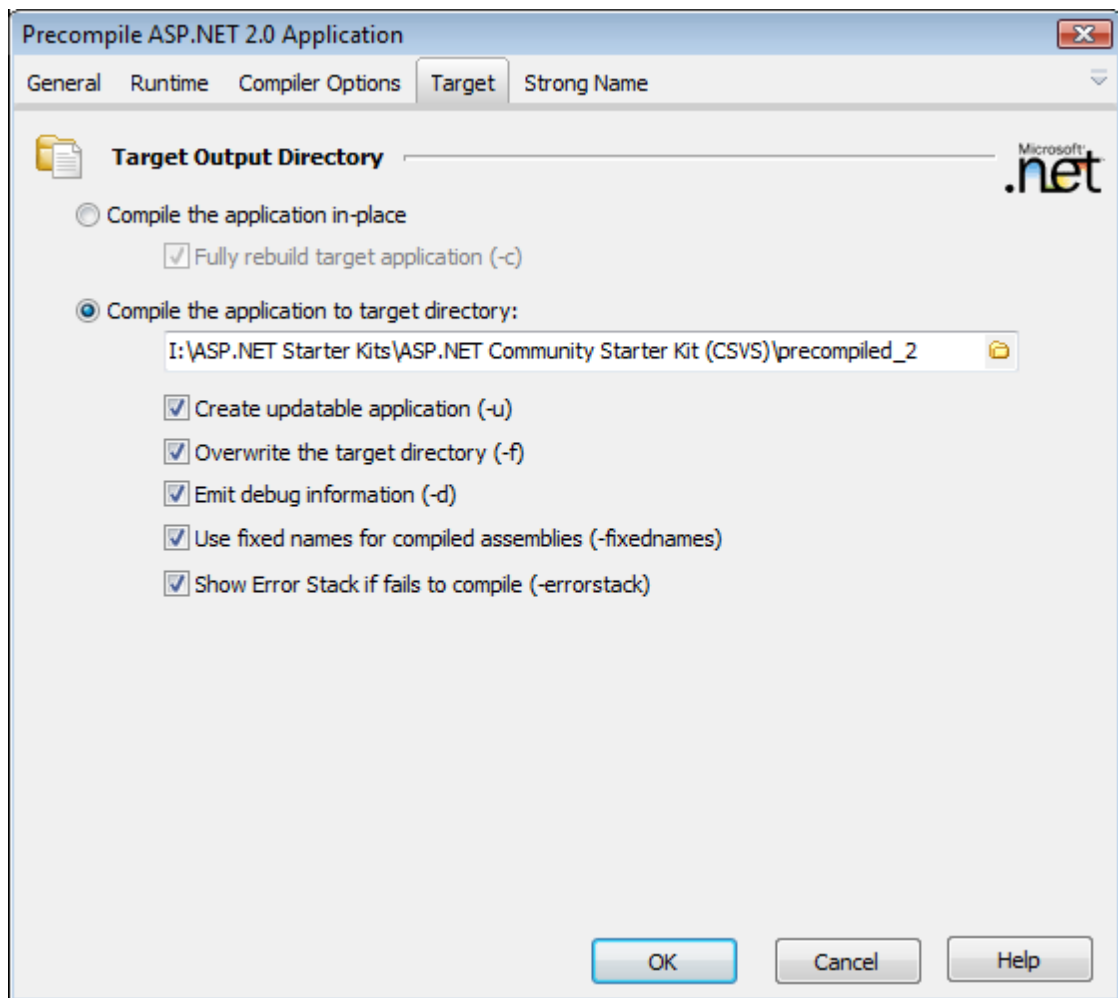 Precompile ASP.NET 2.0 Application
General Runtime Compiler Options Target Strong Name
Target Output Directory
Microsoft
.net
Compile the application in-place
Fully rebuild target application (-c)
Compile the application to target directory:
I:\ASP.NET Starter Kits\ASP.NET Community Starter Kit (CSVS)\precompiled_2
Create updatable application (-u)
Overwrite the target directory (-f)
Emit debug information (-d)
Use fixed names for compiled assemblies (-fixednames)
Show Error Stack if fails to compile (-errorstack)
OK Cancel Help